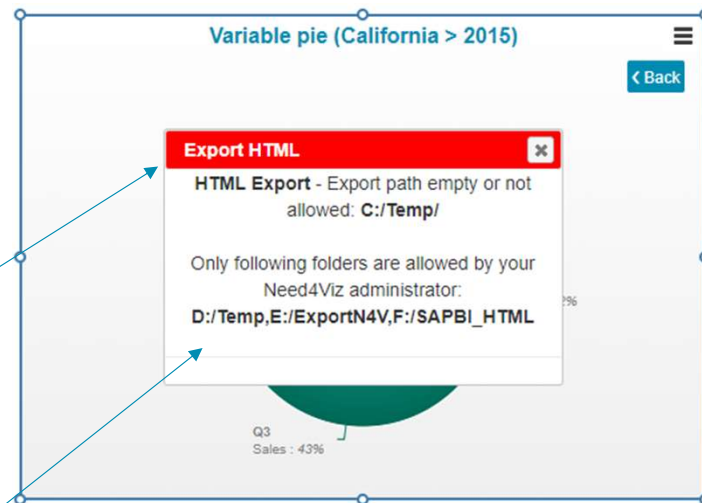 Variable pie (California > 2015)
Back
Export HTML
HTML Export - Export path empty or not
allowed: C:/Temp/
Only following folders are allowed by your
Need4Viz administrator:
D:/Temp,E:/ExportN4V,F:/SAPBI_HTML
2%
Q3
Sales : 43%